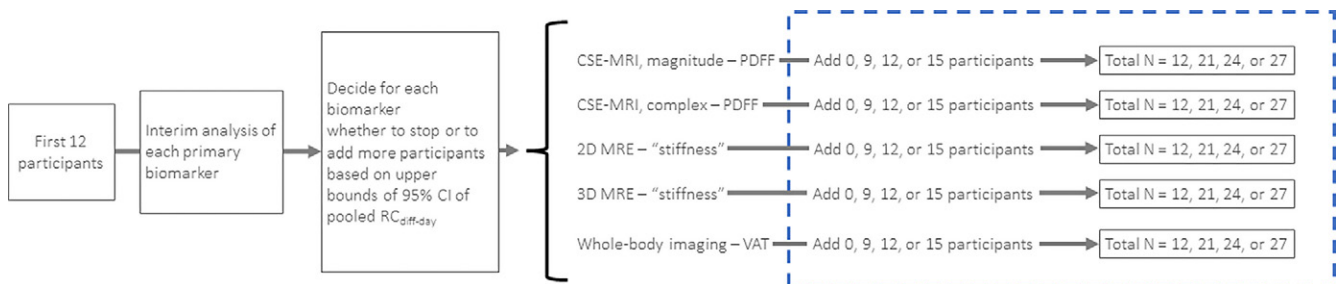 First 12
participants
Interim analysis of
each primary
biomarker
Decide for each
biomarker
whether to stop or to
add more participants
based on upper
bounds of 95% CI of
pooled RCdiff-day
CSE-MRI, magnitude – PDFF
Add 0, 9, 12, or 15 participants
Total N = 12, 21, 24, or 27
CSE-MRI, complex – PDFF
Add 0, 9, 12, or 15 participants
Total N = 12, 21, 24, or 27
2D MRE – “stiffness”
Add 0, 9, 12, or 15 participants
Total N = 12, 21, 24, or 27
3D MRE – “stiffness”
Add 0, 9, 12, or 15 participants
Total N = 12, 21, 24, or 27
Whole-body imaging – VAT
Add 0, 9, 12, or 15 participants
Total N = 12, 21, 24, or 27